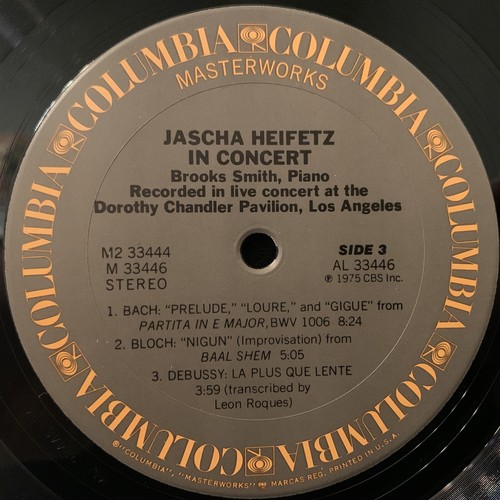 COLUMBIA COLUMBIA COLUMBIA COLUMBIA COLUMBIA COLUMBIA COLUMBIA
MASTERWORKS
JASCHA HEIFETZ
IN CONCERT
Brooks Smith, Piano
Recorded in live concert at the
Dorothy Chandler Pavilion, Los Angeles
M2 33444
M 33446
STEREO
SIDE 3
AL 33446
℗ 1975 CBS Inc.
1. BACH: "PRELUDE," "LOURE," and "GIGUE" from
PARTITA IN E MAJOR, BWV 1006 8:24
2. BLOCH: "NIGUN" (Improvisation) from
BAAL SHEM 5:05
3. DEBUSSY: LA PLUS QUE LENTE
3:59 (transcribed by
Leon Roques)
® "COLUMBIA", "MASTERWORKS" MARCAS REG. PRINTED IN U.S.A.